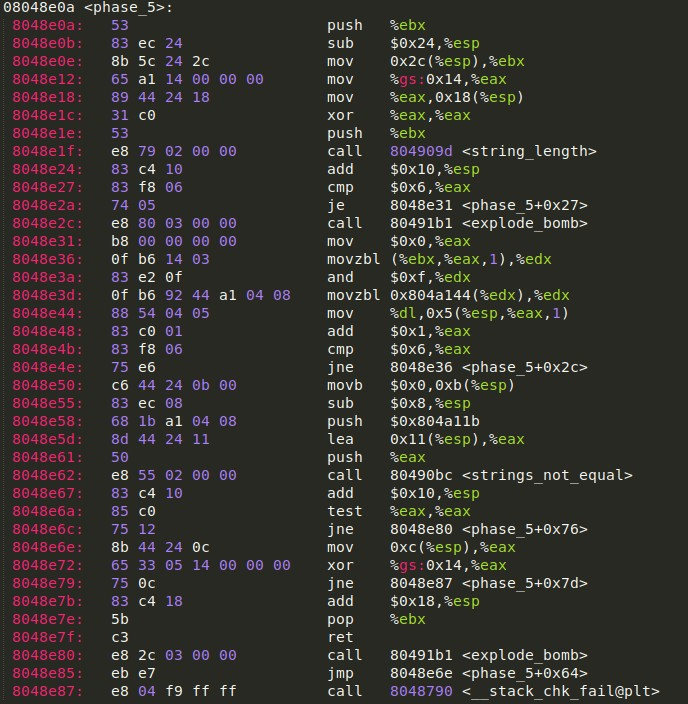 08048e0a <phase_5>:
8048e0a: 53 push %ebx
8048e0b: 83 ec 24 sub $0x24,%esp
8048e0e: 8b 5c 24 2c mov 0x2c(%esp),%ebx
8048e12: 65 a1 14 00 00 00 mov %gs:0x14,%eax
8048e18: 89 44 24 18 mov %eax,0x18(%esp)
8048e1c: 31 c0 xor %eax,%eax
8048e1e: 53 push %ebx
8048e1f: e8 79 02 00 00 call 804909d <string_length>
8048e24: 83 c4 10 add $0x10,%esp
8048e27: 83 f8 06 cmp $0x6,%eax
8048e2a: 74 05 je 8048e31 <phase_5+0x27>
8048e2c: e8 80 03 00 00 call 80491b1 <explode_bomb>
8048e31: b8 00 00 00 00 mov $0x0,%eax
8048e36: 0f b6 14 03 movzbl (%ebx,%eax,1),%edx
8048e3a: 83 e2 0f and $0xf,%edx
8048e3d: 0f b6 92 44 a1 04 08 movzbl 0x804a144(%edx),%edx
8048e44: 88 54 04 05 mov %dl,0x5(%esp,%eax,1)
8048e48: 83 c0 01 add $0x1,%eax
8048e4b: 83 f8 06 cmp $0x6,%eax
8048e4e: 75 e6 jne 8048e36 <phase_5+0x2c>
8048e50: c6 44 24 0b 00 movb $0x0,0xb(%esp)
8048e55: 83 ec 08 sub $0x8,%esp
8048e58: 68 1b a1 04 08 push $0x804a11b
8048e5d: 8d 44 24 11 lea 0x11(%esp),%eax
8048e61: 50 push %eax
8048e62: e8 55 02 00 00 call 80490bc <strings_not_equal>
8048e67: 83 c4 10 add $0x10,%esp
8048e6a: 85 c0 test %eax,%eax
8048e6c: 75 12 jne 8048e80 <phase_5+0x76>
8048e6e: 8b 44 24 0c mov 0xc(%esp),%eax
8048e72: 65 33 05 14 00 00 00 xor %gs:0x14,%eax
8048e79: 75 0c jne 8048e87 <phase_5+0x7d>
8048e7b: 83 c4 18 add $0x18,%esp
8048e7e: 5b pop %ebx
8048e7f: c3 ret
8048e80: e8 2c 03 00 00 call 80491b1 <explode_bomb>
8048e85: eb e7 jmp 8048e6e <phase_5+0x64>
8048e87: e8 04 f9 ff ff call 8048790 <__stack_chk_fail@plt>